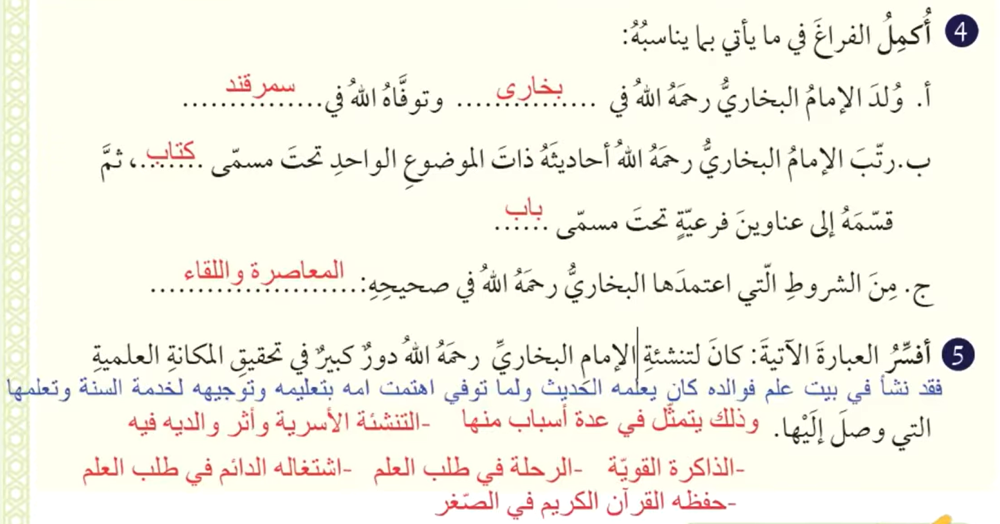 4 أُكمِلُ الفراغَ في ما يأتي بما يناسبُهُ:
أ. وُلدَ الإمامُ البخاريُّ رحمَهُ اللهُ في بخارى وتوفَّاهُ اللهُ في سمرقند
ب. رتّبَ الإمامُ البخاريُّ رحمَهُ اللهُ أحاديثَهُ ذاتَ الموضوعِ الواحدِ تحتَ مسمّى كتاب، ثمَّ
قسّمَهُ إلى عناوينَ فرعيّةٍ تحتَ مسمّى باب
ج. مِنَ الشروطِ الّتي اعتمدَها البخاريُّ رحمَهُ اللهُ في صحيحِهِ: المعاصرة واللقاء
5 أفسِّرُ العبارةَ الآتيةَ: كانَ لتنشئةِ الإمامِ البخاريِّ رحمَهُ اللهُ دورٌ كبيرٌ في تحقيقِ المكانةِ العلميةِ
فقد نشأ في بيت علم فوالده كان يعلمه الحديث ولما توفي اهتمت امه بتعليمه وتوجيهه لخدمة السنة وتعلمها
التي وصلَ إلَيْها. وذلك يتمثّل في عدة أسباب منها -التنشئة الأسرية وأثر والديه فيه
-الذاكرة القويّة -الرحلة في طلب العلم -اشتغاله الدائم في طلب العلم
-حفظه القرآن الكريم في الصّغر